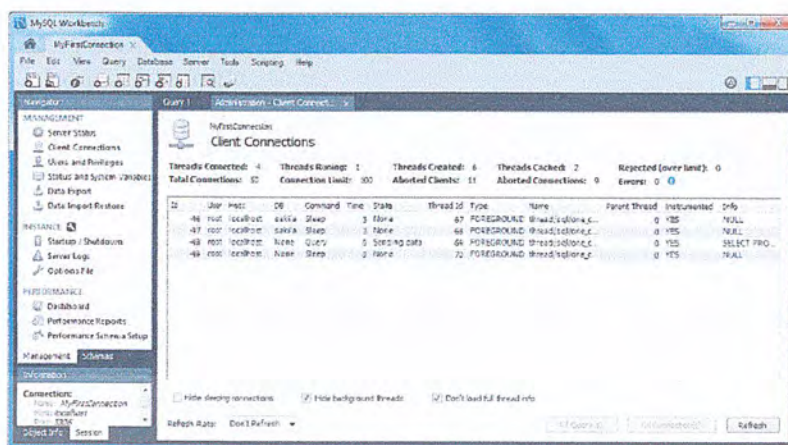 MySQL Workbench
MyFirstConnection
File Edit View Query Database Server Tools Scripting Help
Navigator
Query 1 Administration - Client Connect...
MANAGEMENT
Server Status
Client Connections
Users and Privileges
Status and System Variables
Data Export
Data Import Restore
INSTANCE
Startup / Shutdown
Server Logs
Options File
PERFORMANCE
Dashboard
Performance Reports
Performance Schema Setup
Management Schemas
Information
Connection:
Name: MyFirstConnection
Host: localhost
Object Info Session
MyFirstConnection
Client Connections
Threads Connected: 4 Threads Running: 1 Threads Created: 6 Threads Cached: 2 Rejected (over limit): 0
Total Connections: Connection Limit: Aborted Clients: 11 Aborted Connections: 9 Errors: 0
Id User Host DB Command Time State Thread Id Type Name Parent Thread Instrumented Info
46 root localhost sakila Sleep None 67 FOREGROUND thread/sql/one_c... 0 YES NULL
47 root localhost sakila Sleep None 68 FOREGROUND thread/sql/one_c... 0 YES NULL
48 root localhost None Query 0 Sending data 69 FOREGROUND thread/sql/one_c... 0 YES SELECT PRO...
49 root localhost None Sleep None 70 FOREGROUND thread/sql/one_c... 0 YES NULL
Hide sleeping connections Hide background threads Don't load full thread info
Refresh Rate: Don't Refresh Refresh